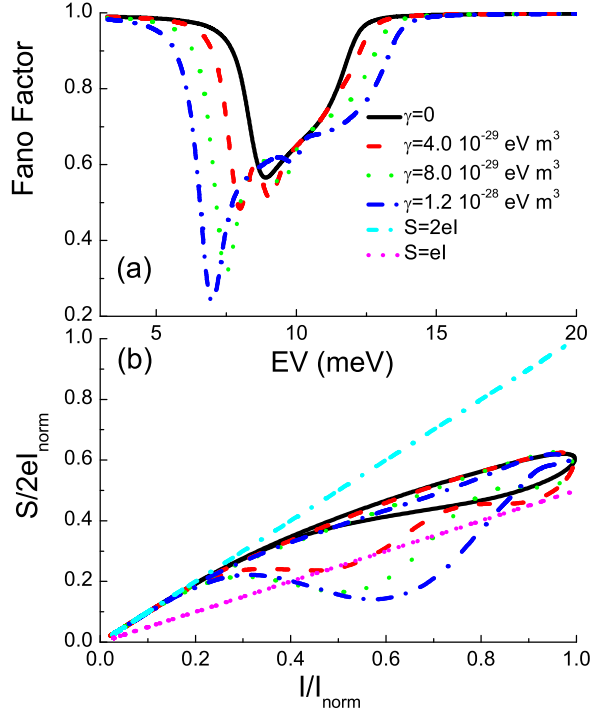 1.0
0.8
0.6
0.4
0.2
Fano Factor
γ=0
γ=4.0 10⁻²⁹ eV m³
γ=8.0 10⁻²⁹ eV m³
γ=1.2 10⁻²⁸ eV m³
S=2eI
S=eI
(a)
5 10 15 20
EV (meV)
(b)
1.0
0.8
0.6
0.4
0.2
0.0
S/2eI_norm
0.0 0.2 0.4 0.6 0.8 1.0
I/I_norm